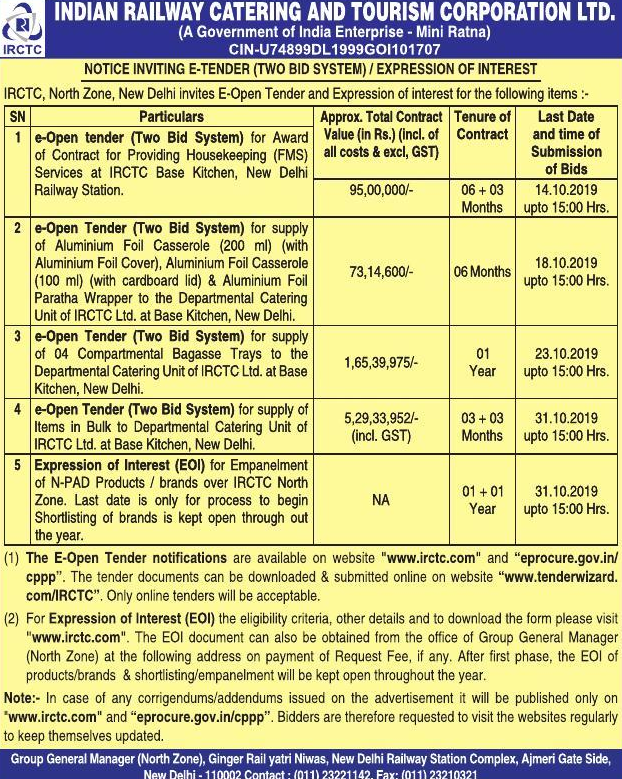 INDIAN RAILWAY CATERING AND TOURISM CORPORATION LTD.
(A Government of India Enterprise - Mini Ratna)
CIN-U74899DL1999GOI101707
IRCTC
NOTICE INVITING E-TENDER (TWO BID SYSTEM) / EXPRESSION OF INTEREST
IRCTC, North Zone, New Delhi invites E-Open Tender and Expression of interest for the following items :-
SN
Particulars
Approx. Total Contract
Value (in Rs.) (incl. of
all costs & excl, GST)
Tenure of
Contract
Last Date
and time of
Submission
of Bids
1
e-Open tender (Two Bid System) for Award
of Contract for Providing Housekeeping (FMS)
Services at IRCTC Base Kitchen, New Delhi
Railway Station.
95,00,000/-
06 + 03
Months
14.10.2019
upto 15:00 Hrs.
2
e-Open Tender (Two Bid System) for supply
of Aluminium Foil Casserole (200 ml) (with
Aluminium Foil Cover), Aluminium Foil Casserole
(100 ml) (with cardboard lid) & Aluminium Foil
Paratha Wrapper to the Departmental Catering
Unit of IRCTC Ltd. at Base Kitchen, New Delhi.
73,14,600/-
06 Months
18.10.2019
upto 15:00 Hrs.
3
e-Open Tender (Two Bid System) for supply
of 04 Compartmental Bagasse Trays to the
Departmental Catering Unit of IRCTC Ltd. at Base
Kitchen, New Delhi.
1,65,39,975/-
01
Year
23.10.2019
upto 15:00 Hrs.
4
e-Open Tender (Two Bid System) for supply of
Items in Bulk to Departmental Catering Unit of
IRCTC Ltd. at Base Kitchen, New Delhi.
5,29,33,952/-
(incl. GST)
03 + 03
Months
31.10.2019
upto 15:00 Hrs.
5
Expression of Interest (EOI) for Empanelment
of N-PAD Products / brands over IRCTC North
Zone. Last date is only for process to begin
Shortlisting of brands is kept open through out
the year.
NA
01 + 01
Year
31.10.2019
upto 15:00 Hrs.
(1) The E-Open Tender notifications are available on website "www.irctc.com" and “eprocure.gov.in/
cppp”. The tender documents can be downloaded & submitted online on website “www.tenderwizard.
com/IRCTC”. Only online tenders will be acceptable.
(2) For Expression of Interest (EOI) the eligibility criteria, other details and to download the form please visit
"www.irctc.com". The EOI document can also be obtained from the office of Group General Manager
(North Zone) at the following address on payment of Request Fee, if any. After first phase, the EOI of
products/brands & shortlisting/empanelment will be kept open throughout the year.
Note:- In case of any corrigendums/addendums issued on the advertisement it will be published only on
"www.irctc.com" and “eprocure.gov.in/cppp”. Bidders are therefore requested to visit the websites regularly
to keep themselves updated.
Group General Manager (North Zone), Ginger Rail yatri Niwas, New Delhi Railway Station Complex, Ajmeri Gate Side,
New Delhi - 110002 Contact : (011) 23221142, Fax: (011) 23210321